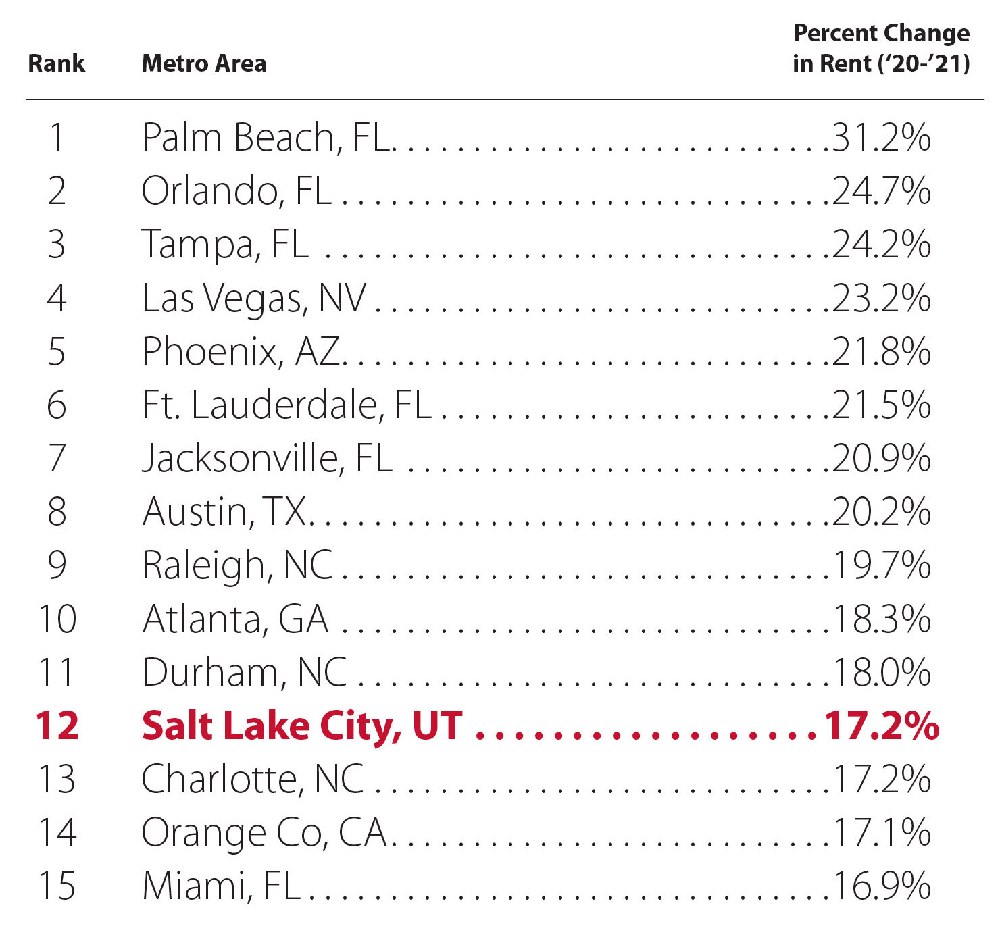 Rank Metro Area Percent Change in Rent (‘20-’21)
1 Palm Beach, FL. . . . . . . . . . . . . . . . . . . . . . . . . . .31.2%
2 Orlando, FL . . . . . . . . . . . . . . . . . . . . . . . . . . . . . .24.7%
3 Tampa, FL . . . . . . . . . . . . . . . . . . . . . . . . . . . . . . .24.2%
4 Las Vegas, NV . . . . . . . . . . . . . . . . . . . . . . . . . . . .23.2%
5 Phoenix, AZ. . . . . . . . . . . . . . . . . . . . . . . . . . . . . .21.8%
6 Ft. Lauderdale, FL . . . . . . . . . . . . . . . . . . . . . . . .21.5%
7 Jacksonville, FL . . . . . . . . . . . . . . . . . . . . . . . . . .20.9%
8 Austin, TX. . . . . . . . . . . . . . . . . . . . . . . . . . . . . . . .20.2%
9 Raleigh, NC . . . . . . . . . . . . . . . . . . . . . . . . . . . . . .19.7%
10 Atlanta, GA . . . . . . . . . . . . . . . . . . . . . . . . . . . . . .18.3%
11 Durham, NC . . . . . . . . . . . . . . . . . . . . . . . . . . . . .18.0%
12 Salt Lake City, UT . . . . . . . . . . . . . . . . . . 17.2%
13 Charlotte, NC . . . . . . . . . . . . . . . . . . . . . . . . . . . .17.2%
14 Orange Co, CA. . . . . . . . . . . . . . . . . . . . . . . . . . .17.1%
15 Miami, FL . . . . . . . . . . . . . . . . . . . . . . . . . . . . . . . .16.9%